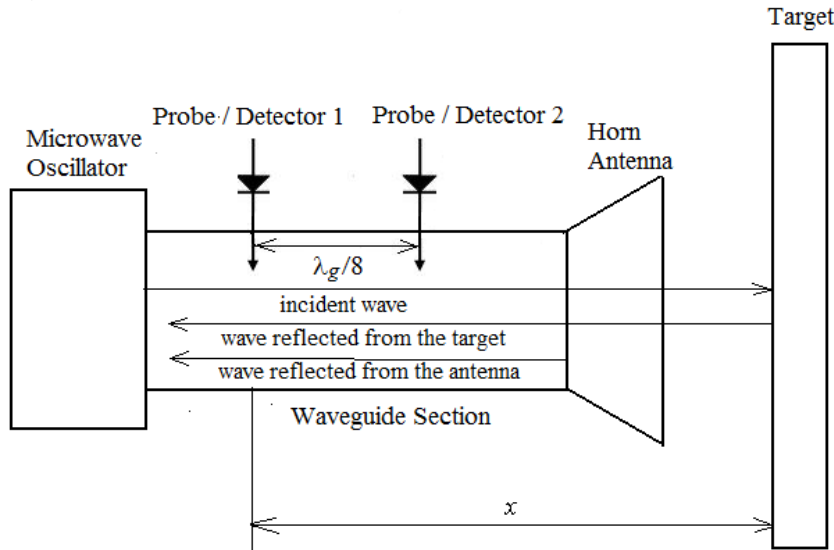 Target
Probe / Detector 1
Probe / Detector 2
Microwave
Oscillator
Horn
Antenna
λg/8
incident wave
wave reflected from the target
wave reflected from the antenna
Waveguide Section
x